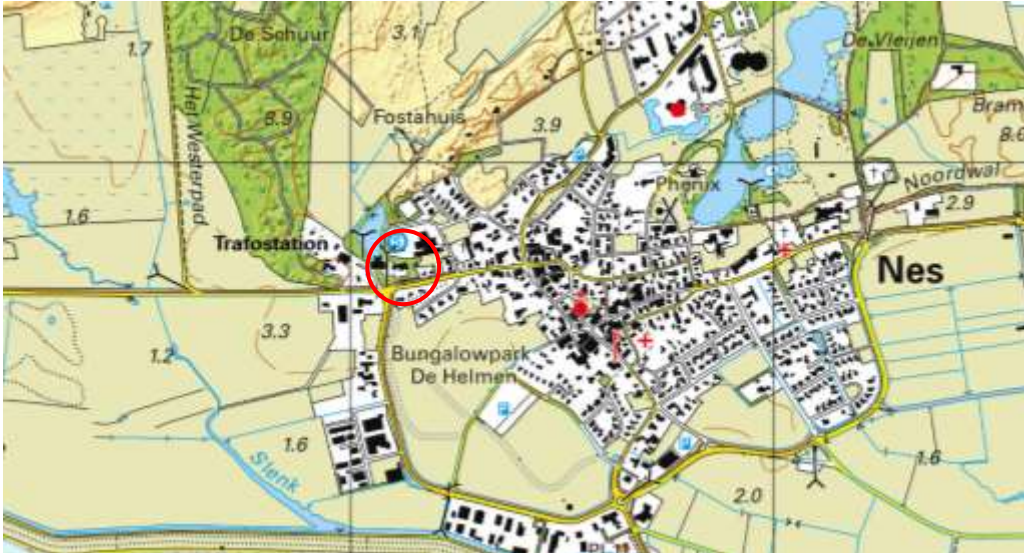 De Schuur
3.1
1.7
De Vleijen
Het Westerpad
8.9
Fostahuis
3.9
i
Phenix
Noordwal
2.9
8.6
1.6
Trafostation
Nes
3.3
1.2
Bungalowpark
De Helmen
P
1.6
Slenk
P
1.6
2.0